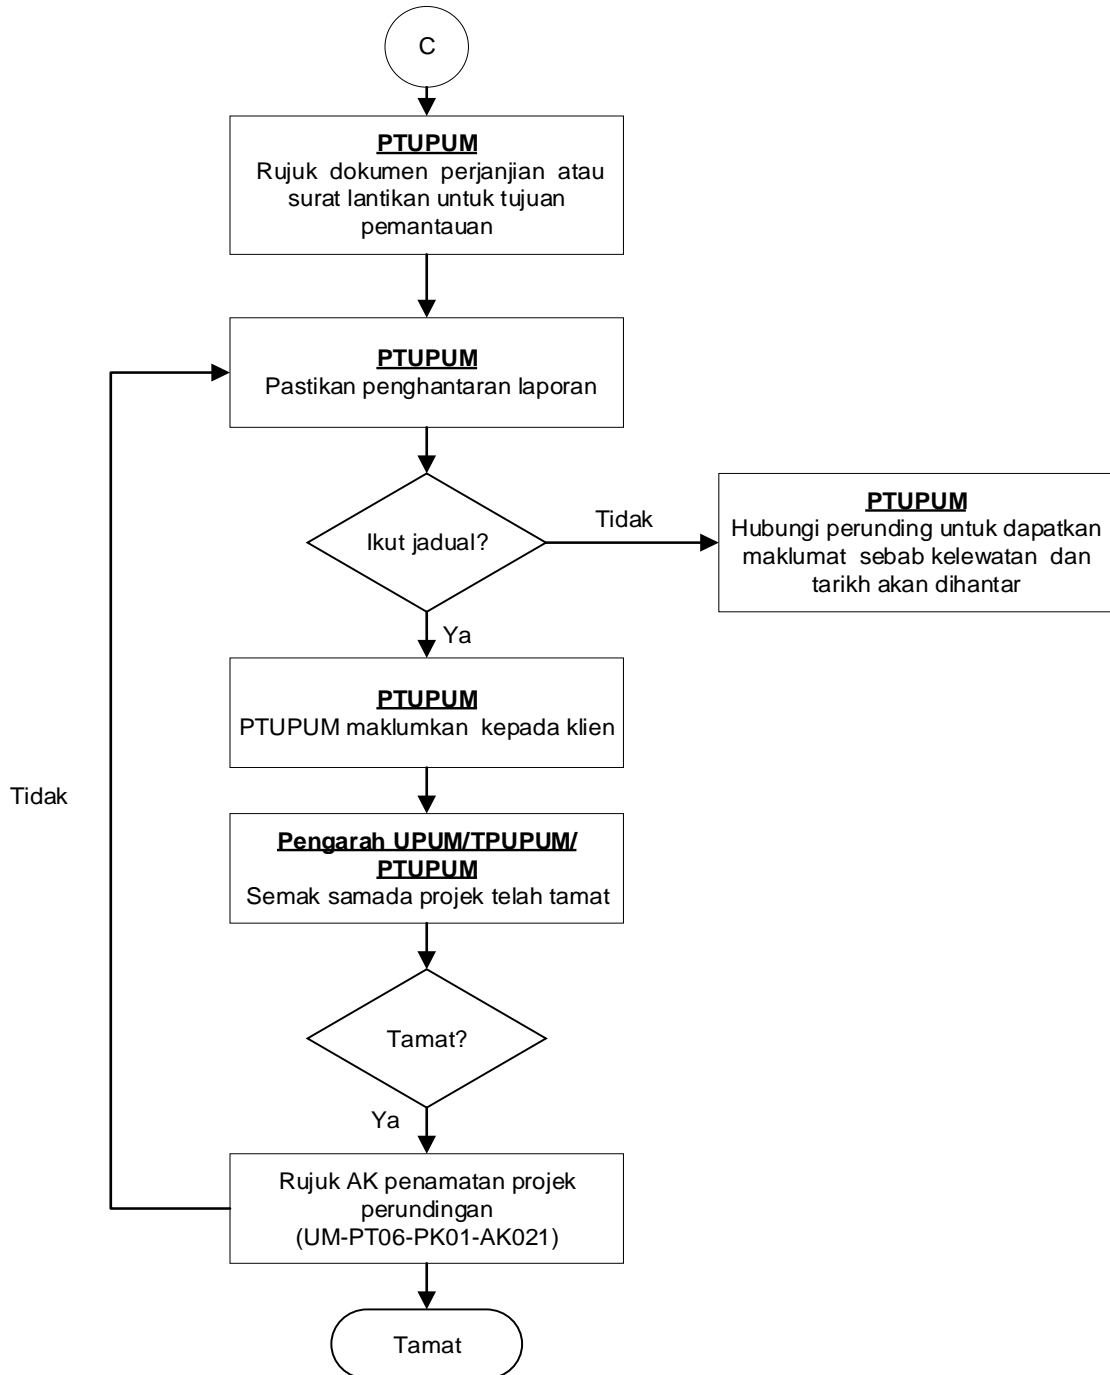 C
PTUPUM
Rujuk dokumen perjanjian atau
surat lantikan untuk tujuan
pemantauan
PTUPUM
Pastikan penghantaran laporan
Ikut jadual?
Tidak
PTUPUM
Hubungi perunding untuk dapatkan
maklumat sebab kelewatan dan
tarikh akan dihantar
Ya
PTUPUM
PTUPUM maklumkan kepada klien
Tidak
Pengarah UPUM/TPUPUM/
PTUPUM
Semak samada projek telah tamat
Tamat?
Ya
Rujuk AK penamatan projek
perundingan
(UM-PT06-PK01-AK021)
Tamat